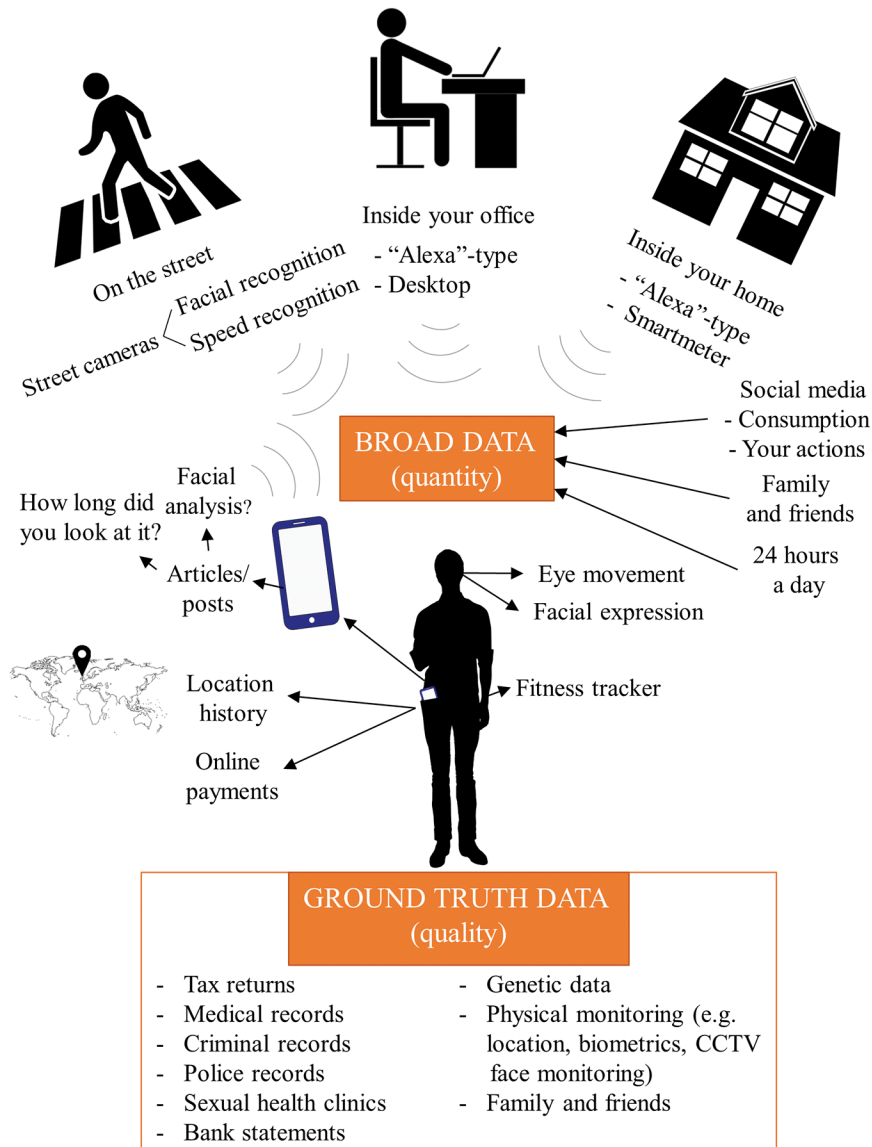 On the street
Street cameras
Facial recognition
Speed recognition
Inside your office
- “Alexa”-type
- Desktop
Inside your home
- “Alexa”-type
- Smartmeter
BROAD DATA
(quantity)
Social media
- Consumption
- Your actions
Family
and friends
24 hours
a day
How long did
you look at it?
Facial
analysis?
Articles/
posts
Eye movement
Facial expression
Location
history
Fitness tracker
Online
payments
GROUND TRUTH DATA
(quality)
- Tax returns
- Medical records
- Criminal records
- Police records
- Sexual health clinics
- Bank statements
- Genetic data
- Physical monitoring (e.g.
location, biometrics, CCTV
face monitoring)
- Family and friends